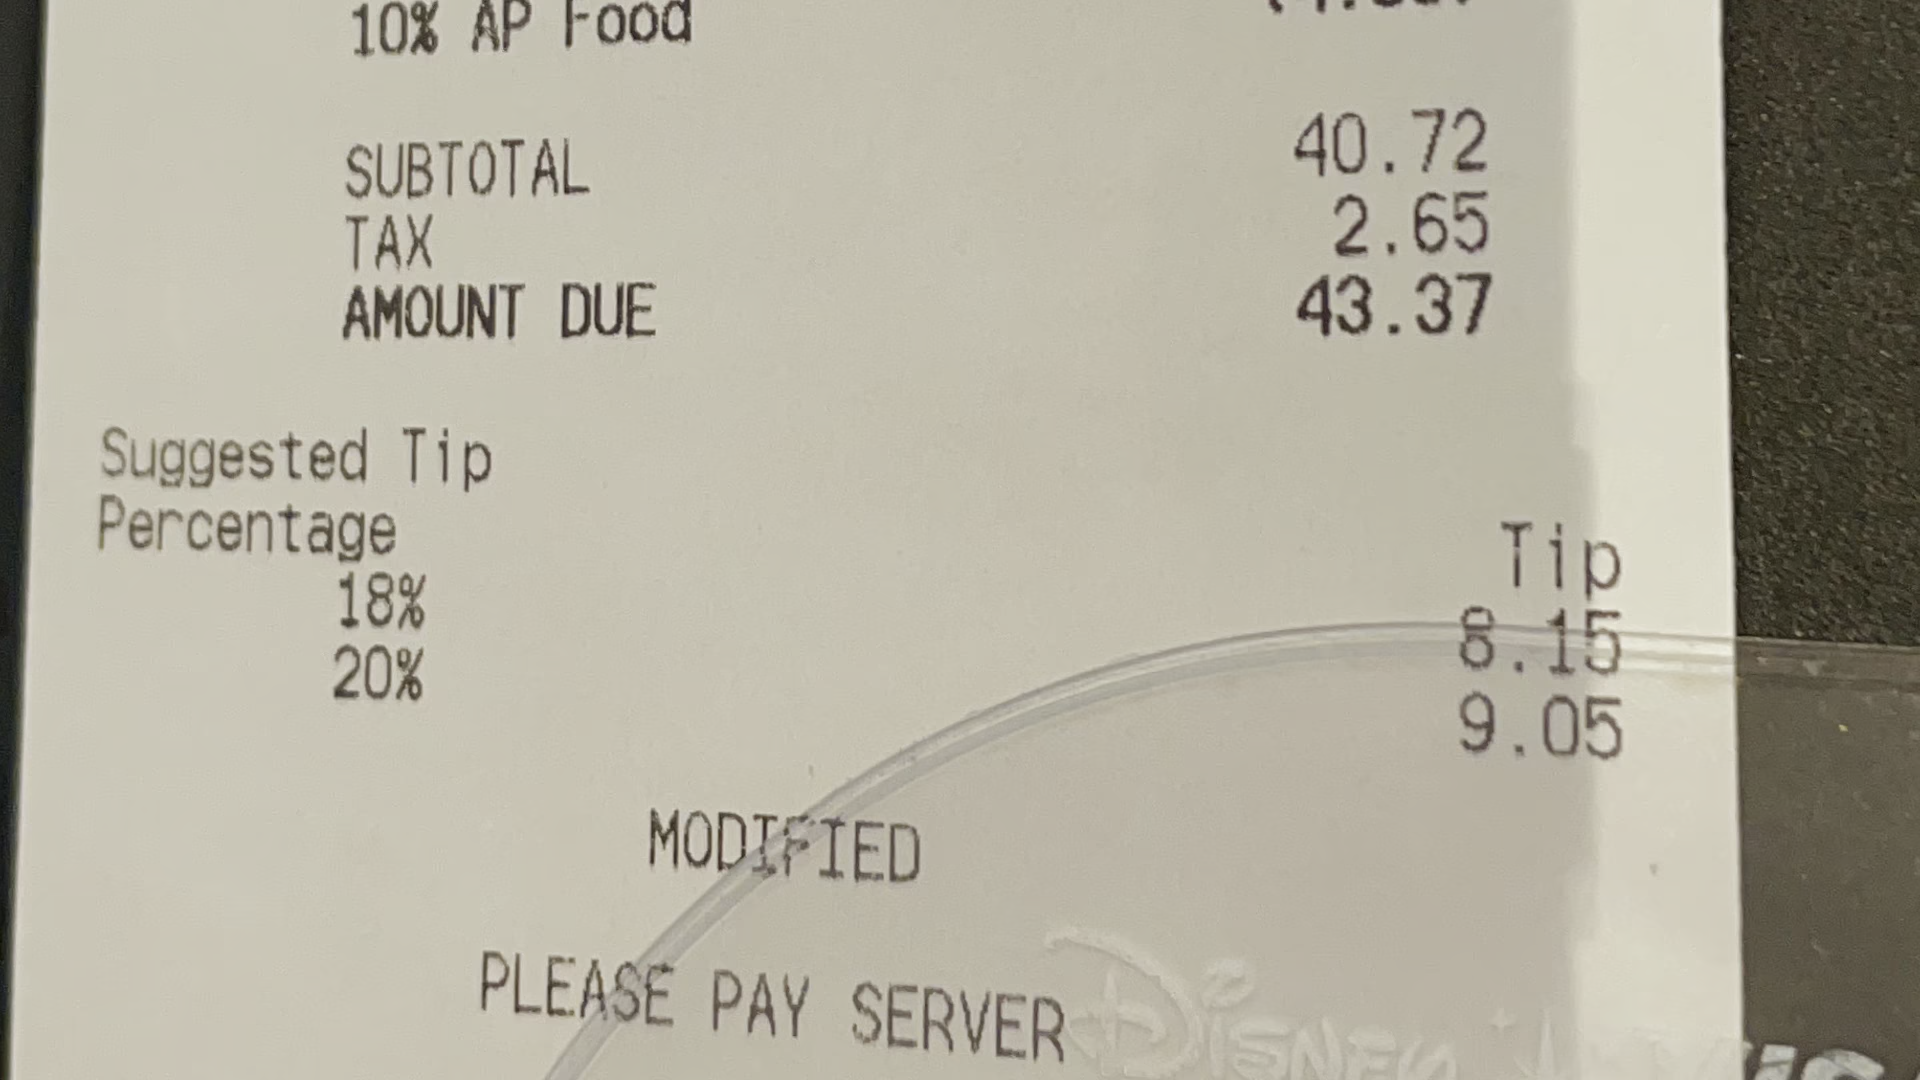 10% AP Food
SUBTOTAL 40.72
TAX 2.65
AMOUNT DUE 43.37
Suggested Tip
Percentage Tip
18% 8.15
20% 9.05
MODIFIED
PLEASE PAY SERVER
Disney